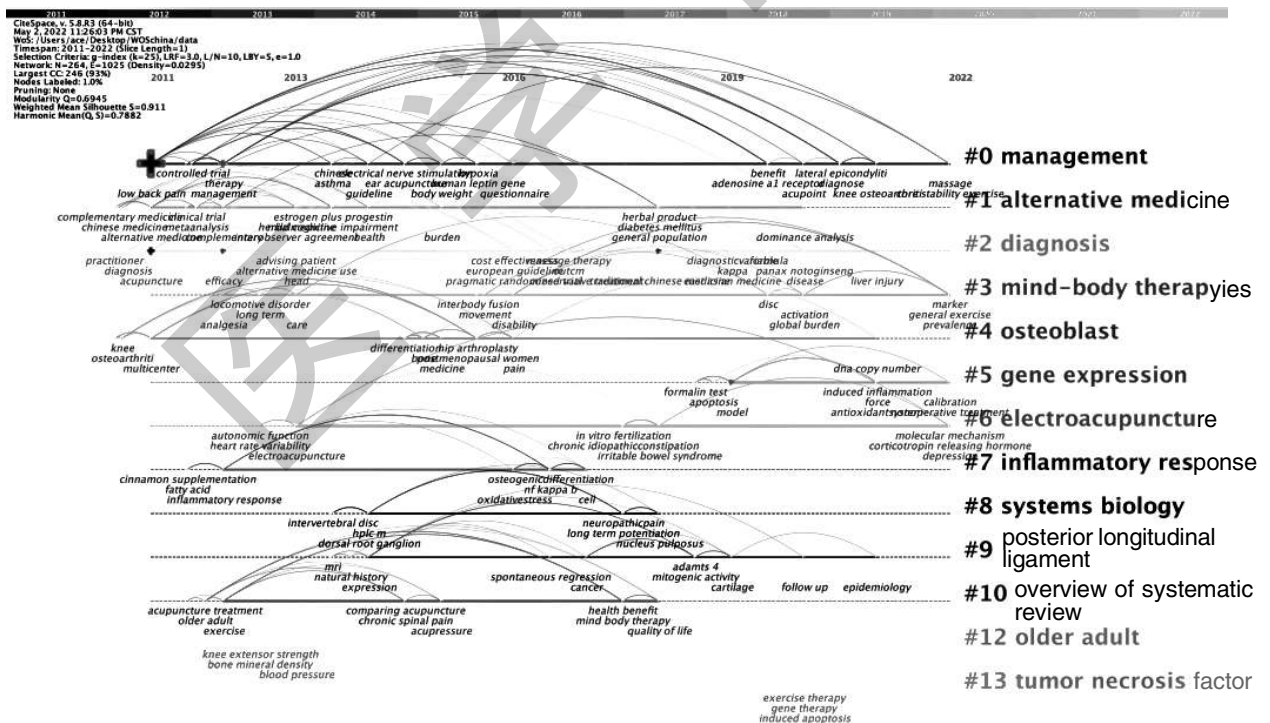 2011 2012 2013 2014 2015 2016 2017 2018 2019 2020 2021 2022
CiteSpace, v. 5.8.R3 (64-bit)
May 2, 2022 11:26:03 PM CST
WoS: /Users/ace/Desktop/WOSchina/data
Timespan: 2011-2022 (Slice Length=1)
Selection Criteria: g-index (k=25), LRF=3.0, L/N=10, LBY=5, e=1.0
Network: N=264, E=1025 (Density=0.0295)
Largest CC: 246 (93%)
Nodes Labeled: 1.0%
Pruning: None
Modularity Q=0.6945
Weighted Mean Silhouette S=0.911
Harmonic Mean(Q, S)=0.7882
2011 2013 2016 2019 2022
#0 management
controlled trial chinese electrical nerve stimulation hypoxia benefit lateral epicondyliti
therapy asthma ear acupuncture human leptin gene adenosine a1 receptor diagnose massage
low back pain management guideline body weight questionnaire acupoint knee osteoarthriti
#1 alternative medicine
complementary medicine clinical trial estrogen plus progestin herbal product
chinese medicine metaanalysis impairment diabetes mellitus
alternative medicine complementary interobserver agreement health burden general population dominance analysis
#2 diagnosis
practitioner advising patient cost effectiveness massage therapy diagnostic
diagnosis alternative medicine use european guideline kappa panax notoginseng
acupuncture efficacy head disease liver injury
#3 mind-body therapyies
locomotive disorder interbody fusion disc marker
long term movement activation general exercise
analgesia care disability global burden prevalence
#4 osteoblast
knee differentiation hip arthroplasty
osteoarthriti postmenopausal women
multicenter medicine pain
dna copy number
#5 gene expression
formalin test induced inflammation
apoptosis force calibration
model
#6 electroacupuncture
autonomic function in vitro fertilization molecular mechanism
heart rate variability chronic idiopathicconstipation corticotropin releasing hormone
electroacupuncture irritable bowel syndrome depression
#7 inflammatory response
cinnamon supplementation osteogenicdifferentiation
fatty acid nf kappa b
inflammatory response oxidativestress cell
#8 systems biology
intervertebral disc neuropathicpain
hplc m long term potentiation
dorsal root ganglion nucleus pulposus
#9 posterior longitudinal ligament
mri adamts 4
natural history spontaneous regression mitogenic activity
expression cancer cartilage follow up epidemiology
#10 overview of systematic review
acupuncture treatment comparing acupuncture health benefit
older adult chronic spinal pain mind body therapy
exercise acupressure quality of life
#12 older adult
knee extensor strength
bone mineral density
blood pressure
#13 tumor necrosis factor
exercise therapy
gene therapy
induced apoptosis
医学